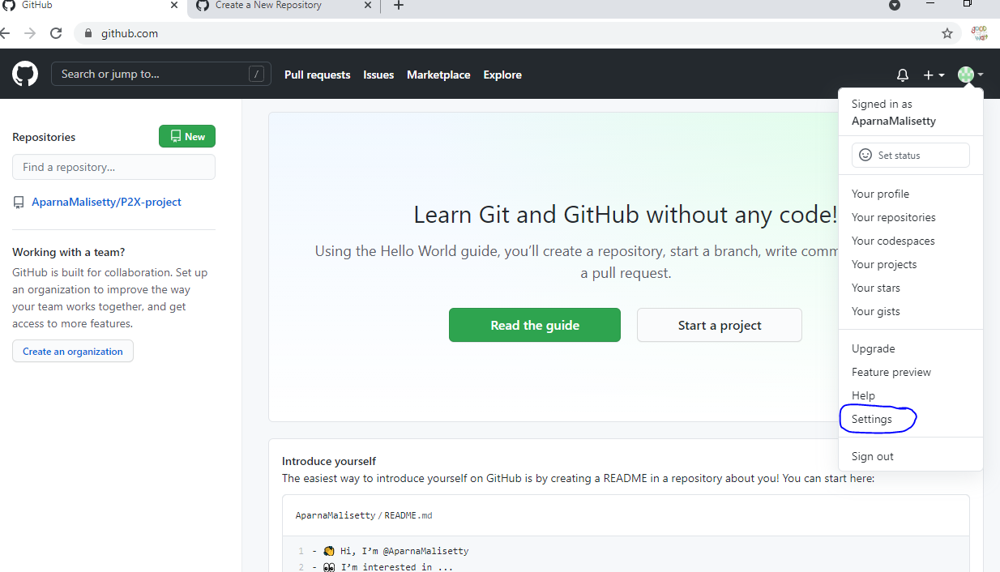 GitHub
Create a New Repository
github.com
Search or jump to...
/
Pull requests
Issues
Marketplace
Explore
Signed in as
AparnaMalisetty
Set status
Your profile
Your repositories
Your codespaces
Your projects
Your stars
Your gists
Upgrade
Feature preview
Help
Settings
Sign out
Repositories
New
Find a repository...
AparnaMalisetty/P2X-project
Working with a team?
GitHub is built for collaboration. Set up
an organization to improve the way
your team works together, and get
access to more features.
Create an organization
Learn Git and GitHub without any code!
Using the Hello World guide, you’ll create a repository, start a branch, write comm
a pull request.
Read the guide
Start a project
Introduce yourself
The easiest way to introduce yourself on GitHub is by creating a README in a repository about you! You can start here:
AparnaMalisetty/README.md
1 - 👋 Hi, I’m @AparnaMalisetty
2 - 👀 I’m interested in ...